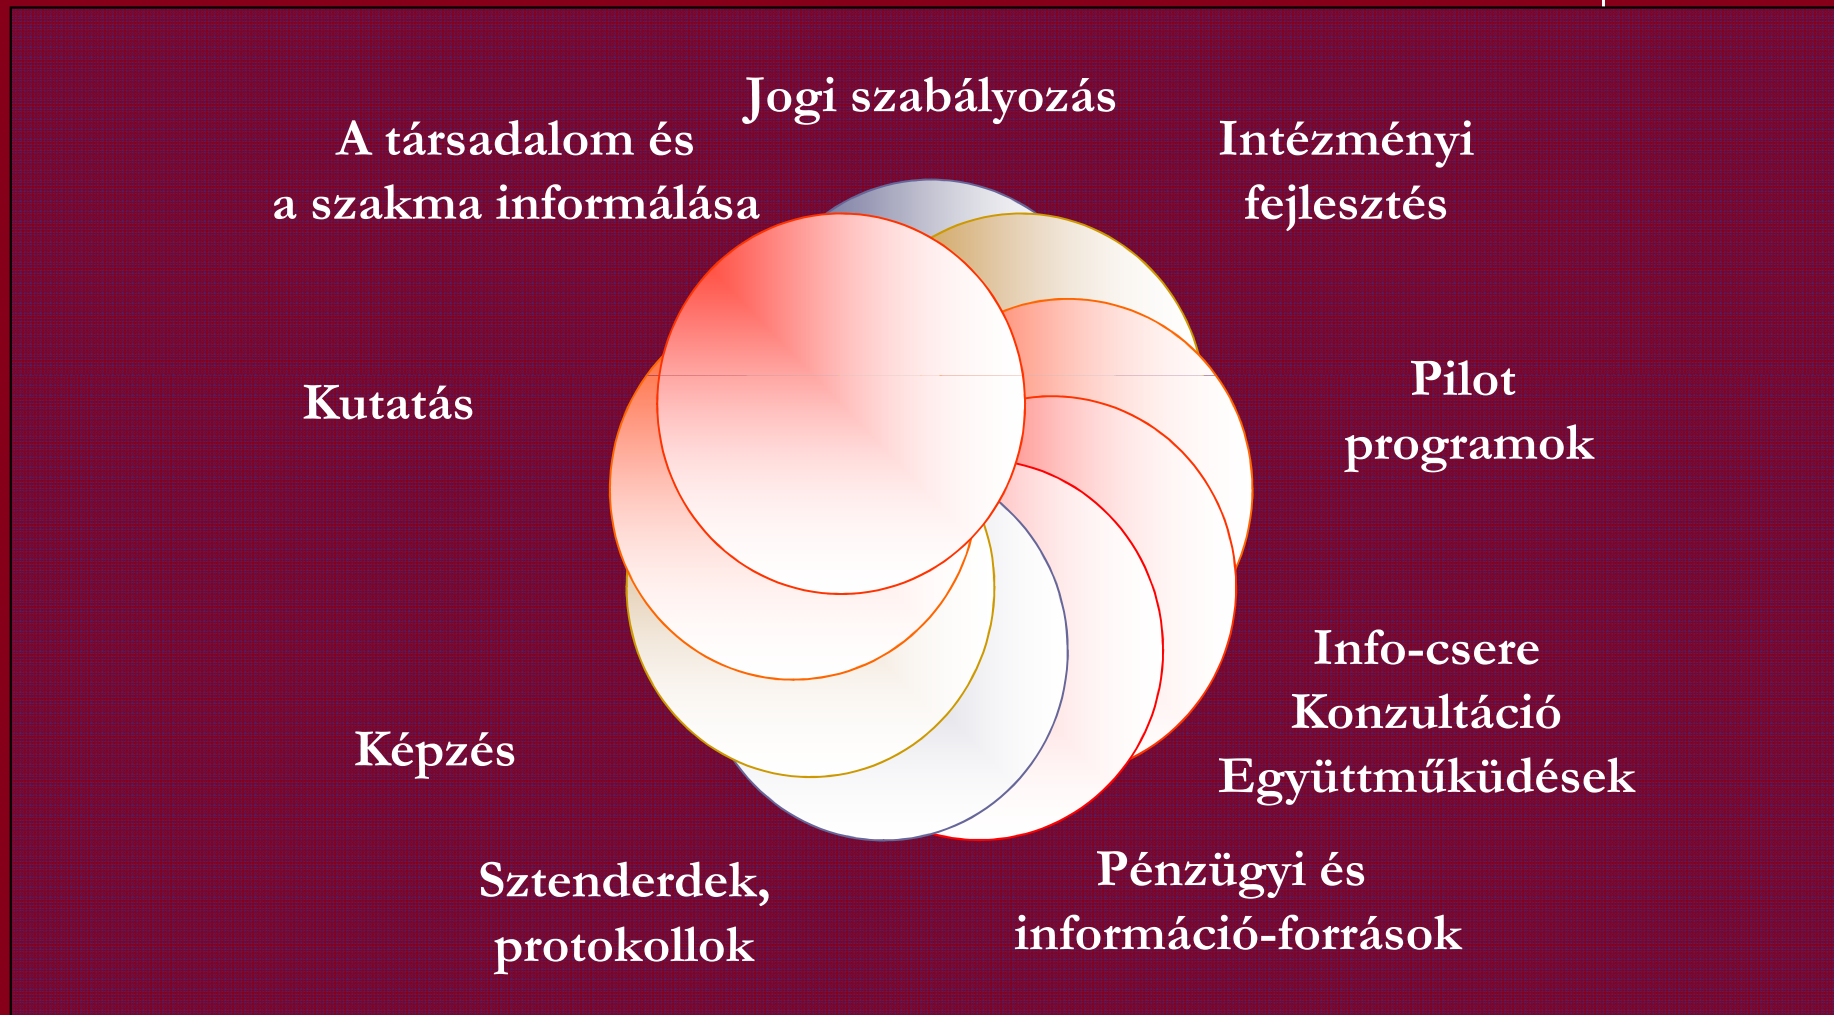 Jogi szabályozás
Intézményi
fejlesztés
Pilot
programok
Info-csere
Konzultáció
Együttműküdések
Pénzügyi és
információ-források
Sztenderdek,
protokollok
Képzés
Kutatás
A társadalom és
a szakma informálása